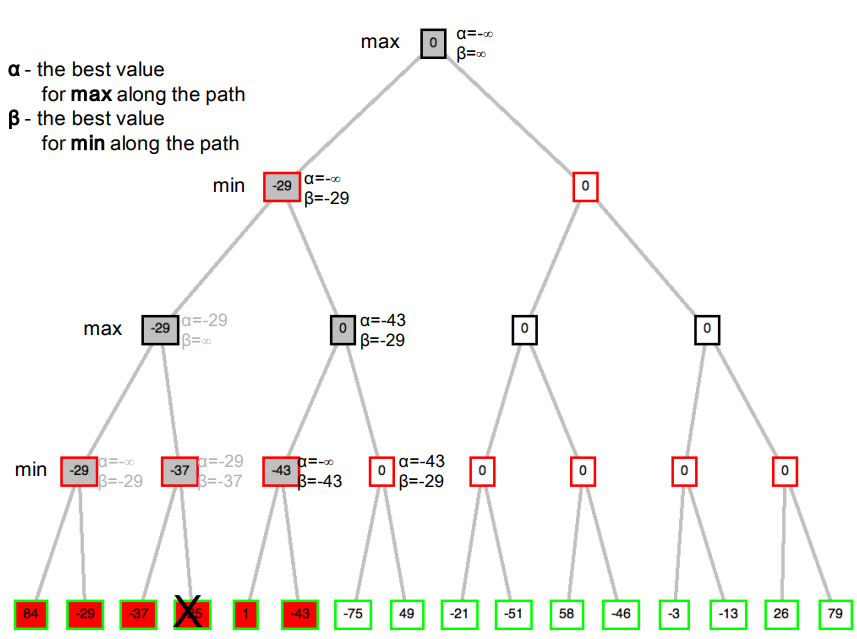 max 0 α=-∞
β=∞
α - the best value
for max along the path
β - the best value
for min along the path
min -29 α=-∞
β=-29
0
max -29 α=-29
β=∞
0 α=-43
β=-29
0
0
min -29 α=-∞
β=-29
-37 α=-29
β=-37
-43 α=-∞
β=-43
0 α=-43
β=-29
0
0
0
0
84 -29 -37 1 -43 -75 49 -21 -51 58 -46 -3 -13 26 79